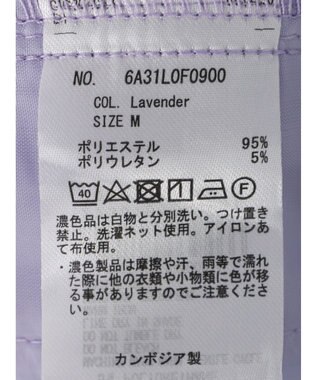 NO. 6A31L0F0900
COL. Lavender
SIZE M
ポリエステル 95%
ポリウレタン 5%
40 F
濃色品は白物と分別洗い。つけ置き
禁止。洗濯ネット使用。アイロンあ
て布使用。
・濃色製品は摩擦や汗、雨等で濡れ
た際に他の衣類や小物類に色が移
る事がありますのでご注意くださ
い。
カンボジア製